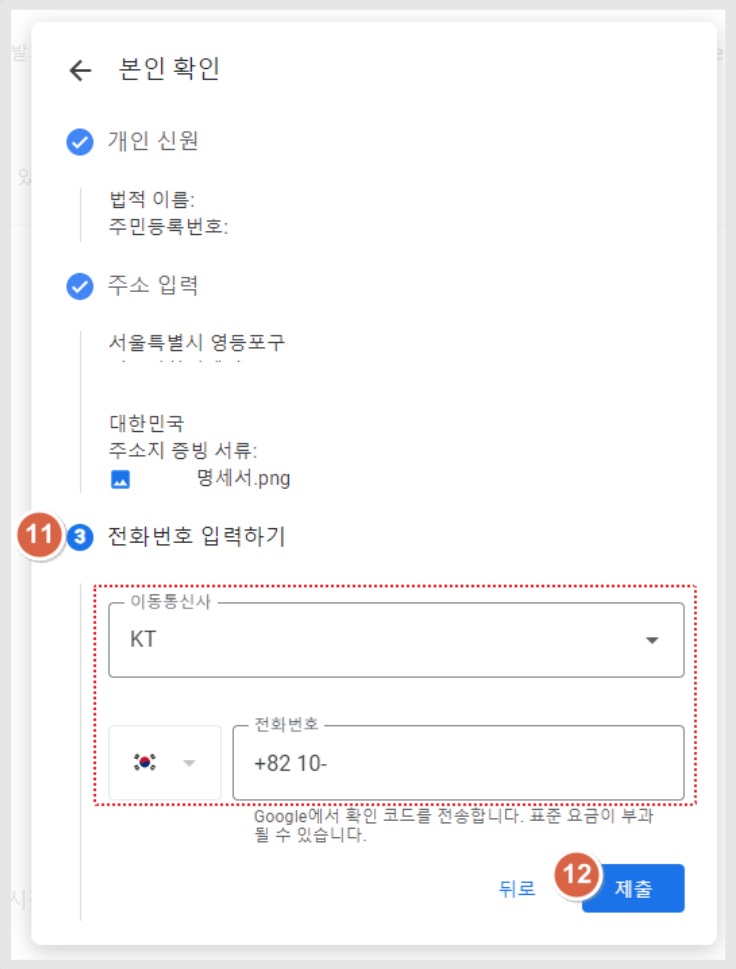 본인 확인
개인 신원
법적 이름:
주민등록번호:
주소 입력
서울특별시 영등포구
대한민국
주소지 증빙 서류:
명세서.png
11 3 전화번호 입력하기
이동통신사
KT
전화번호
+82 10-
Google에서 확인 코드를 전송합니다. 표준 요금이 부과
될 수 있습니다.
뒤로 12 제출